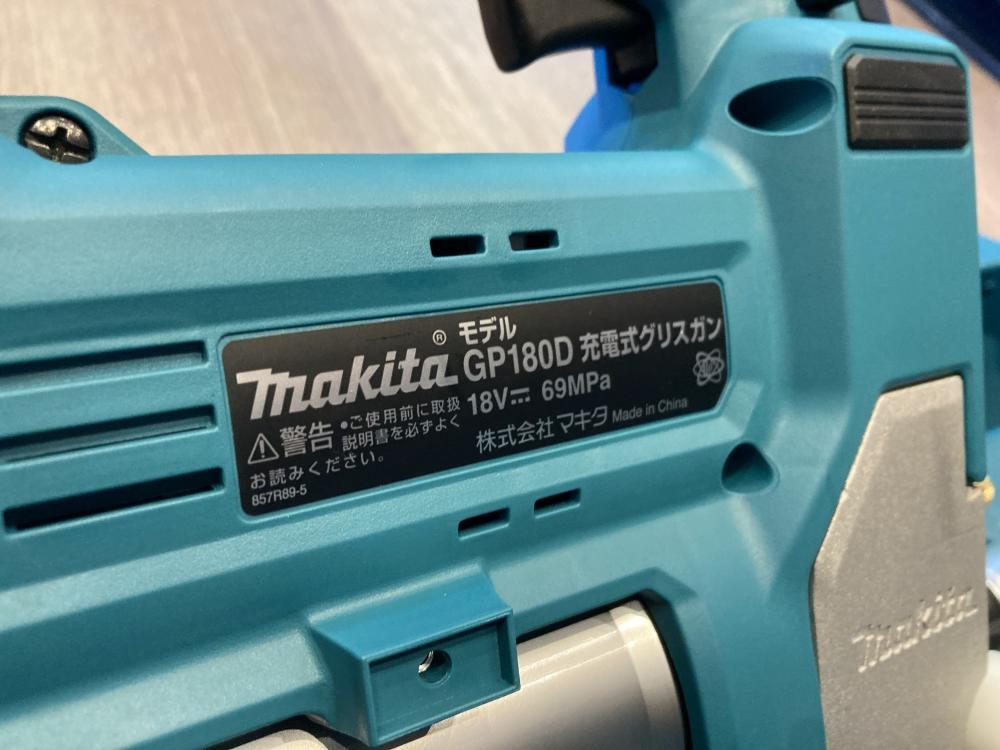 makita® モデル
GP180D 充電式グリスガン
18V⎓ 69MPa
⚠警告 •ご使用前に取扱
説明書を必ずよく
お読みください。
株式会社マキタ Made in China
857R89-5
makita